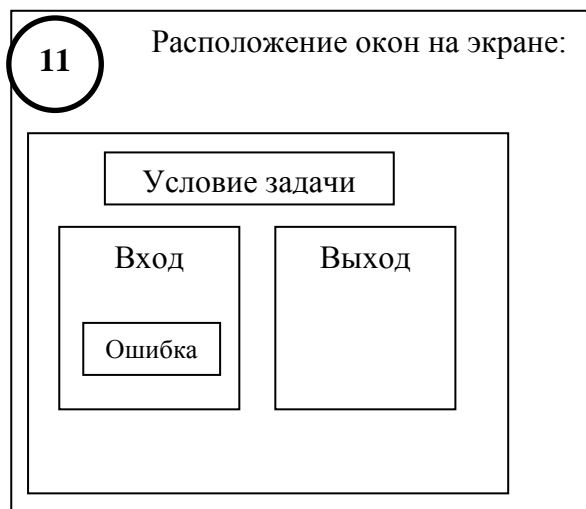 11
Расположение окон на экране:
Условие задачи
Вход
Выход
Ошибка